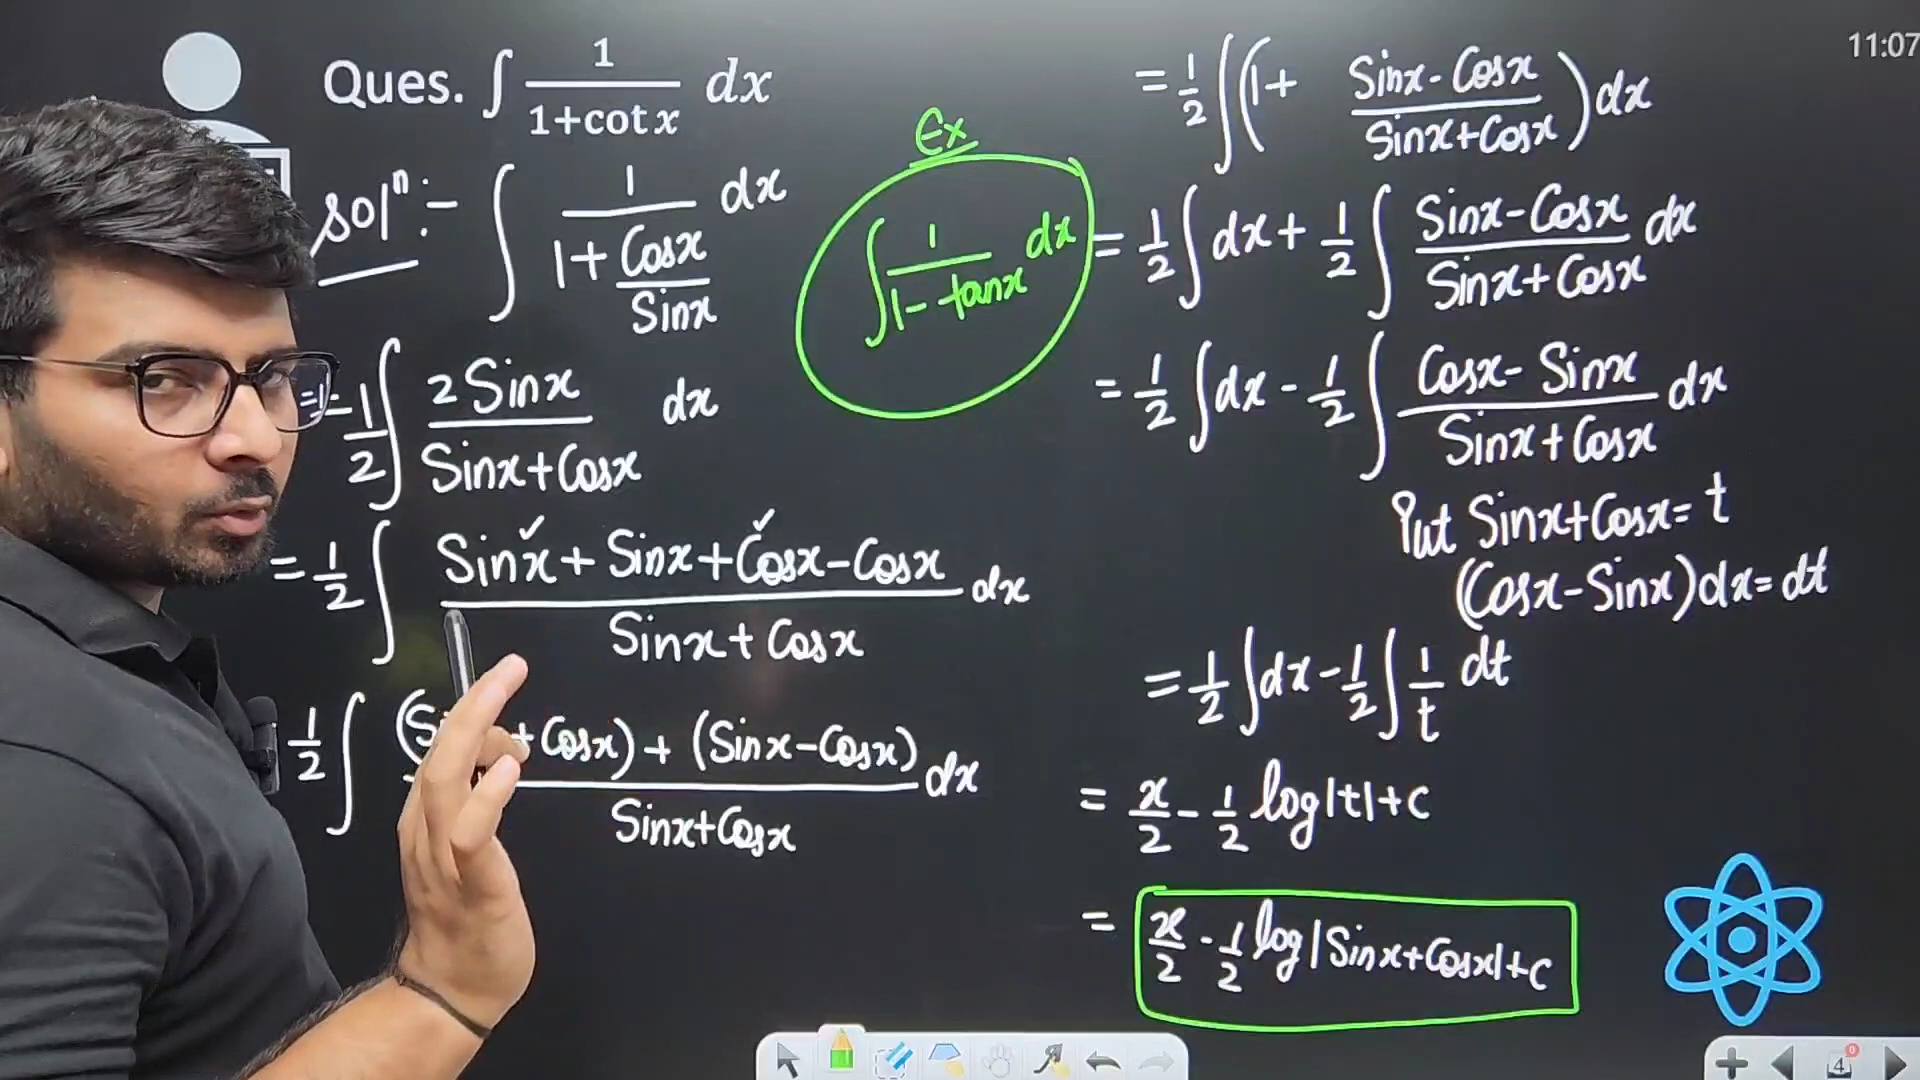 Ques. ∫ 1/(1+cot x) dx
Solⁿ:- ∫ 1/(1+ Cosx/Sinx) dx
= 1/2 ∫ 2 Sinx/(Sinx+Cosx) dx
= 1/2 ∫ (Sinx + Sinx + Cosx - Cosx)/(Sinx + Cosx) dx
1/2 ∫ ( + Cosx) + (Sinx - Cosx)/(Sinx+Cosx) dx
Ex
∫ 1/(1 - tanx) dx
= 1/2 ∫ (1 + (Sinx - Cosx)/(Sinx + Cosx)) dx
= 1/2 ∫ dx + 1/2 ∫ (Sinx - Cosx)/(Sinx + Cosx) dx
= 1/2 ∫ dx - 1/2 ∫ (Cosx - Sinx)/(Sinx + Cosx) dx
Put Sinx+Cosx = t
(Cosx - Sinx)dx = dt
= 1/2 ∫ dx - 1/2 ∫ 1/t dt
= x/2 - 1/2 log|t| + c
= x/2 - 1/2 log|Sinx+Cosx| + c
11:07
4
0